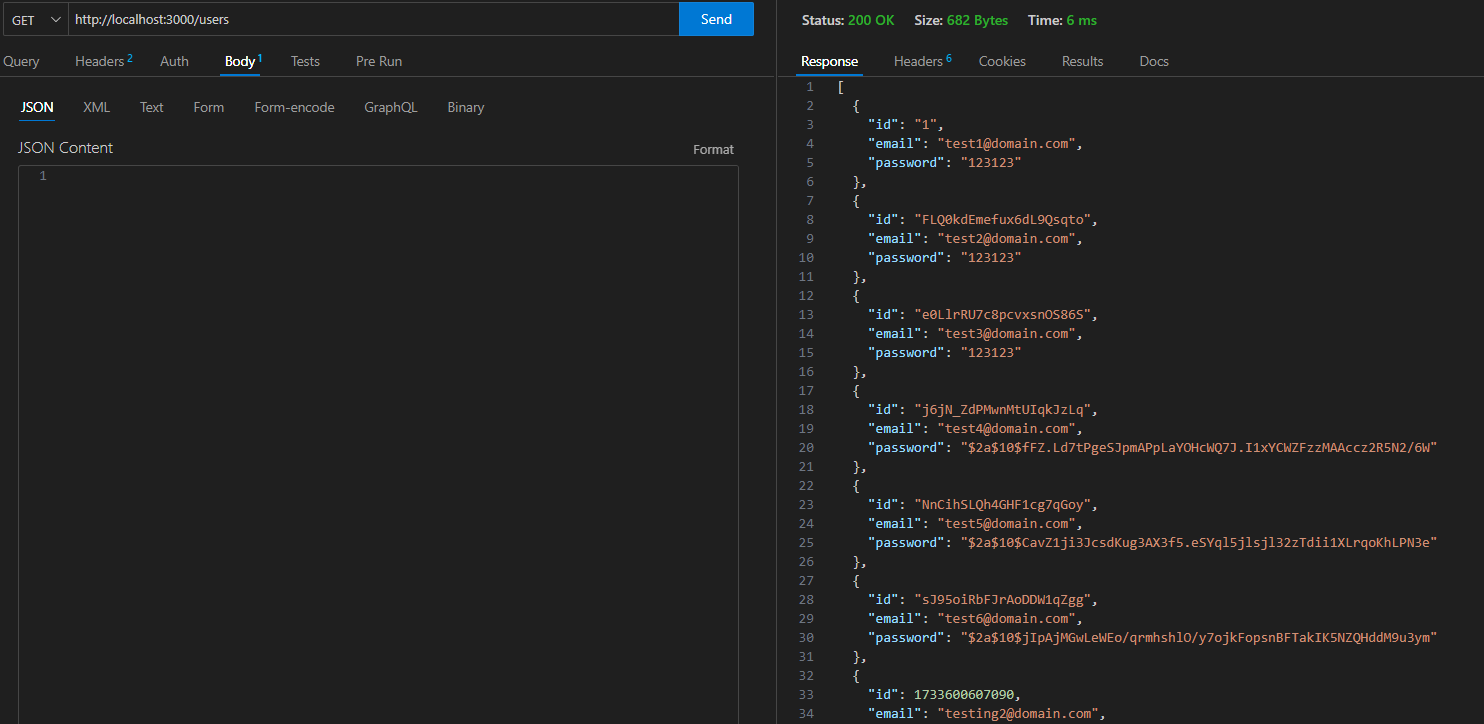 GET http://localhost:3000/users Send
Query Headers 2 Auth Body 1 Tests Pre Run
JSON XML Text Form Form-encode GraphQL Binary
JSON Content Format
1
Status: 200 OK Size: 682 Bytes Time: 6 ms
Response Headers 6 Cookies Results Docs
1 [
2 {
3 "id": "1",
4 "email": "test1@domain.com",
5 "password": "123123"
6 },
7 {
8 "id": "FLQ0kdEmefux6dL9Qsqto",
9 "email": "test2@domain.com",
10 "password": "123123"
11 },
12 {
13 "id": "e0LlrRU7c8pcvxsnOS86S",
14 "email": "test3@domain.com",
15 "password": "123123"
16 },
17 {
18 "id": "j6jN_ZdPMwnMtUIqkJzLq",
19 "email": "test4@domain.com",
20 "password": "$2a$10$fFZ.Ld7tPgeSJpmAPpLaYOHcWQ7J.I1xYCWZFzzMAAccz2R5N2/6W"
21 },
22 {
23 "id": "NnCihSLQh4GHF1cg7qGoy",
24 "email": "test5@domain.com",
25 "password": "$2a$10$CavZ1ji3JcsdKug3AX3f5.eSYql5jlsjl32zTdii1XLrqoKhLPN3e"
26 },
27 {
28 "id": "sJ95oiRbFJrAoDDW1qZgg",
29 "email": "test6@domain.com",
30 "password": "$2a$10$jIpAjMGwLeWEo/qrmhshlO/y7ojkFopsnBFTakIK5NZQHddM9u3ym"
31 },
32 {
33 "id": 1733600607090,
34 "email": "testing2@domain.com",